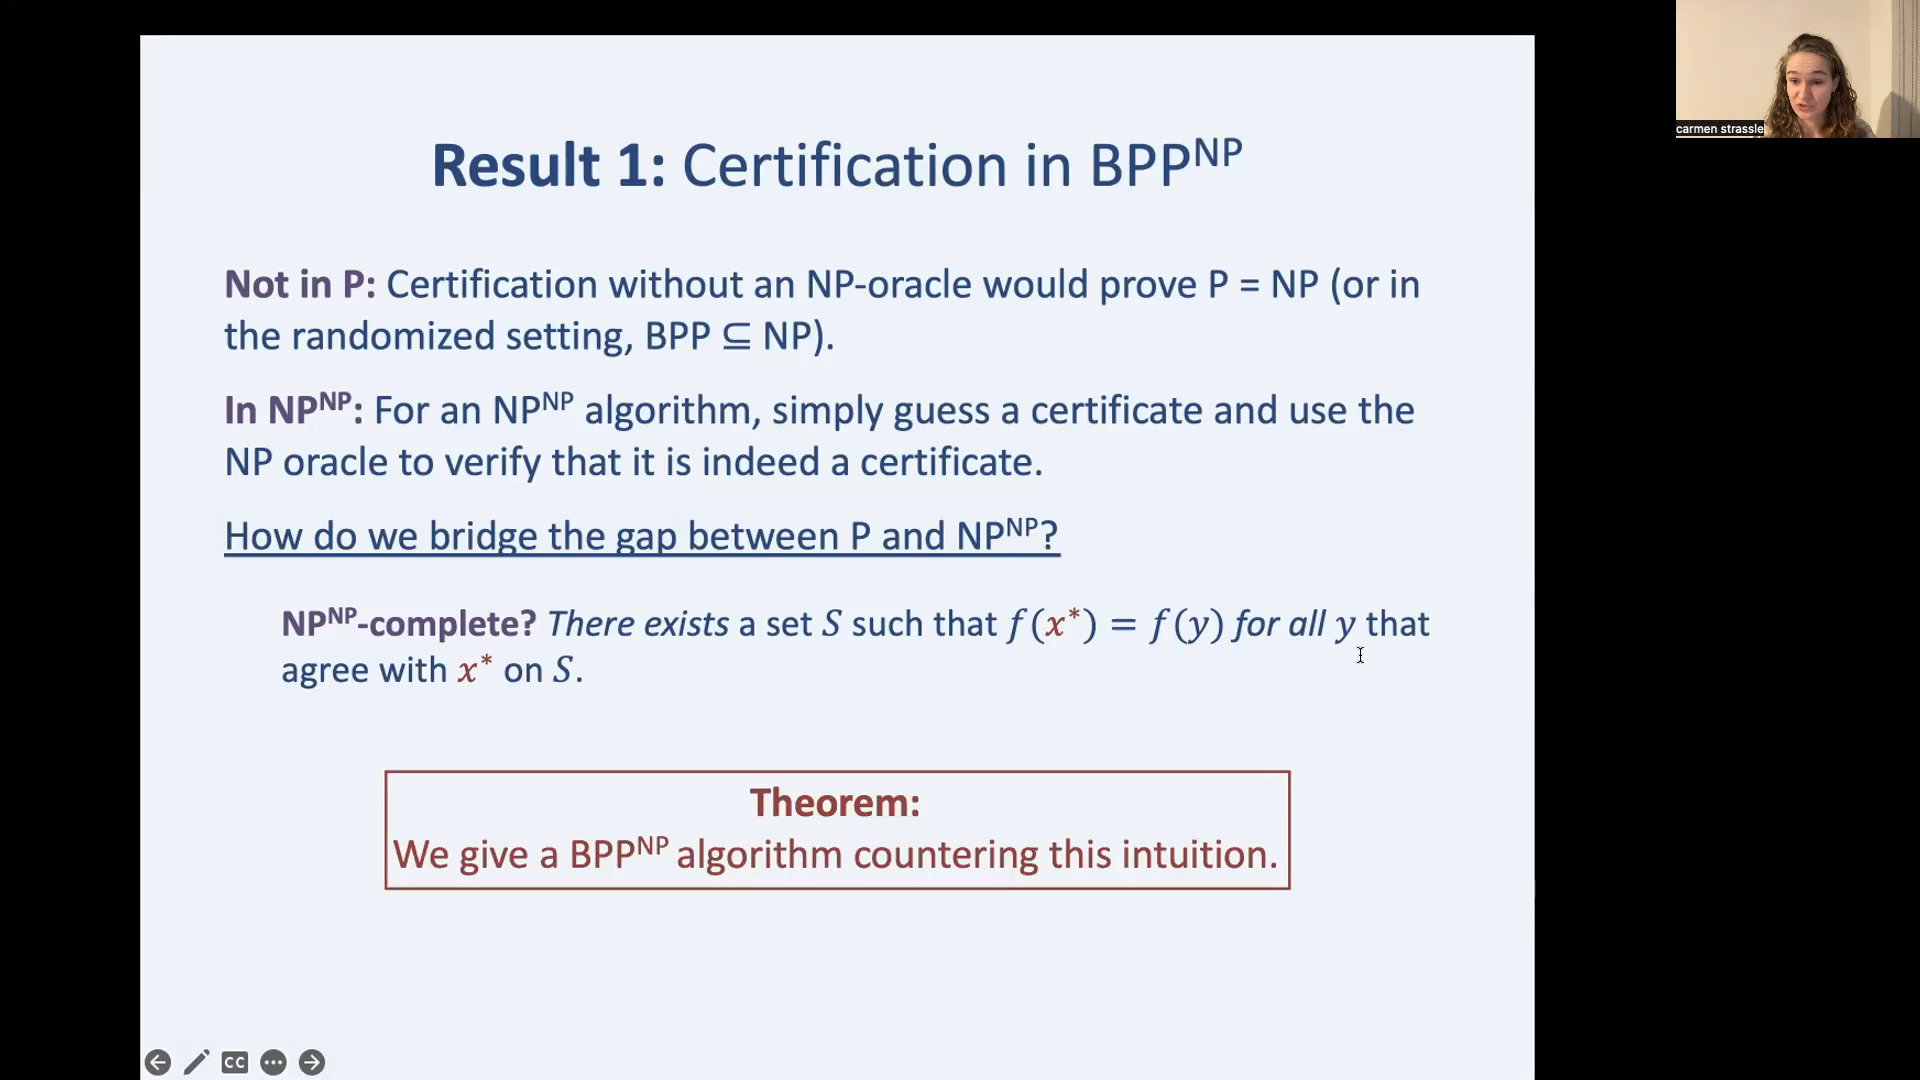 Result 1: Certification in BPP^NP
carmen strassle
Not in P: Certification without an NP-oracle would prove P = NP (or in
the randomized setting, BPP ⊆ NP).
In NP^NP: For an NP^NP algorithm, simply guess a certificate and use the
NP oracle to verify that it is indeed a certificate.
How do we bridge the gap between P and NP^NP?
NP^NP-complete? There exists a set S such that f(x*) = f(y) for all y that
agree with x* on S.
Theorem:
We give a BPP^NP algorithm countering this intuition.
CC